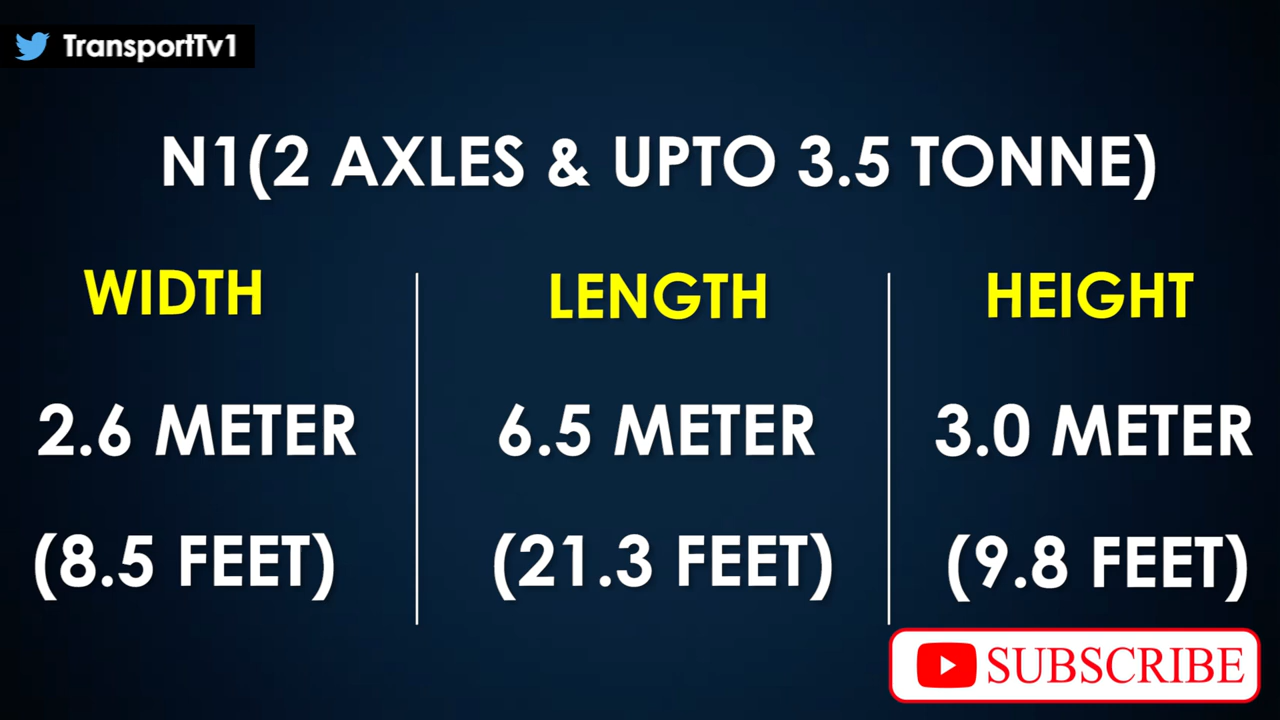 TransportTv1
N1(2 AXLES & UPTO 3.5 TONNE)
WIDTH
2.6 METER
(8.5 FEET)
LENGTH
6.5 METER
(21.3 FEET)
HEIGHT
3.0 METER
(9.8 FEET)
SUBSCRIBE